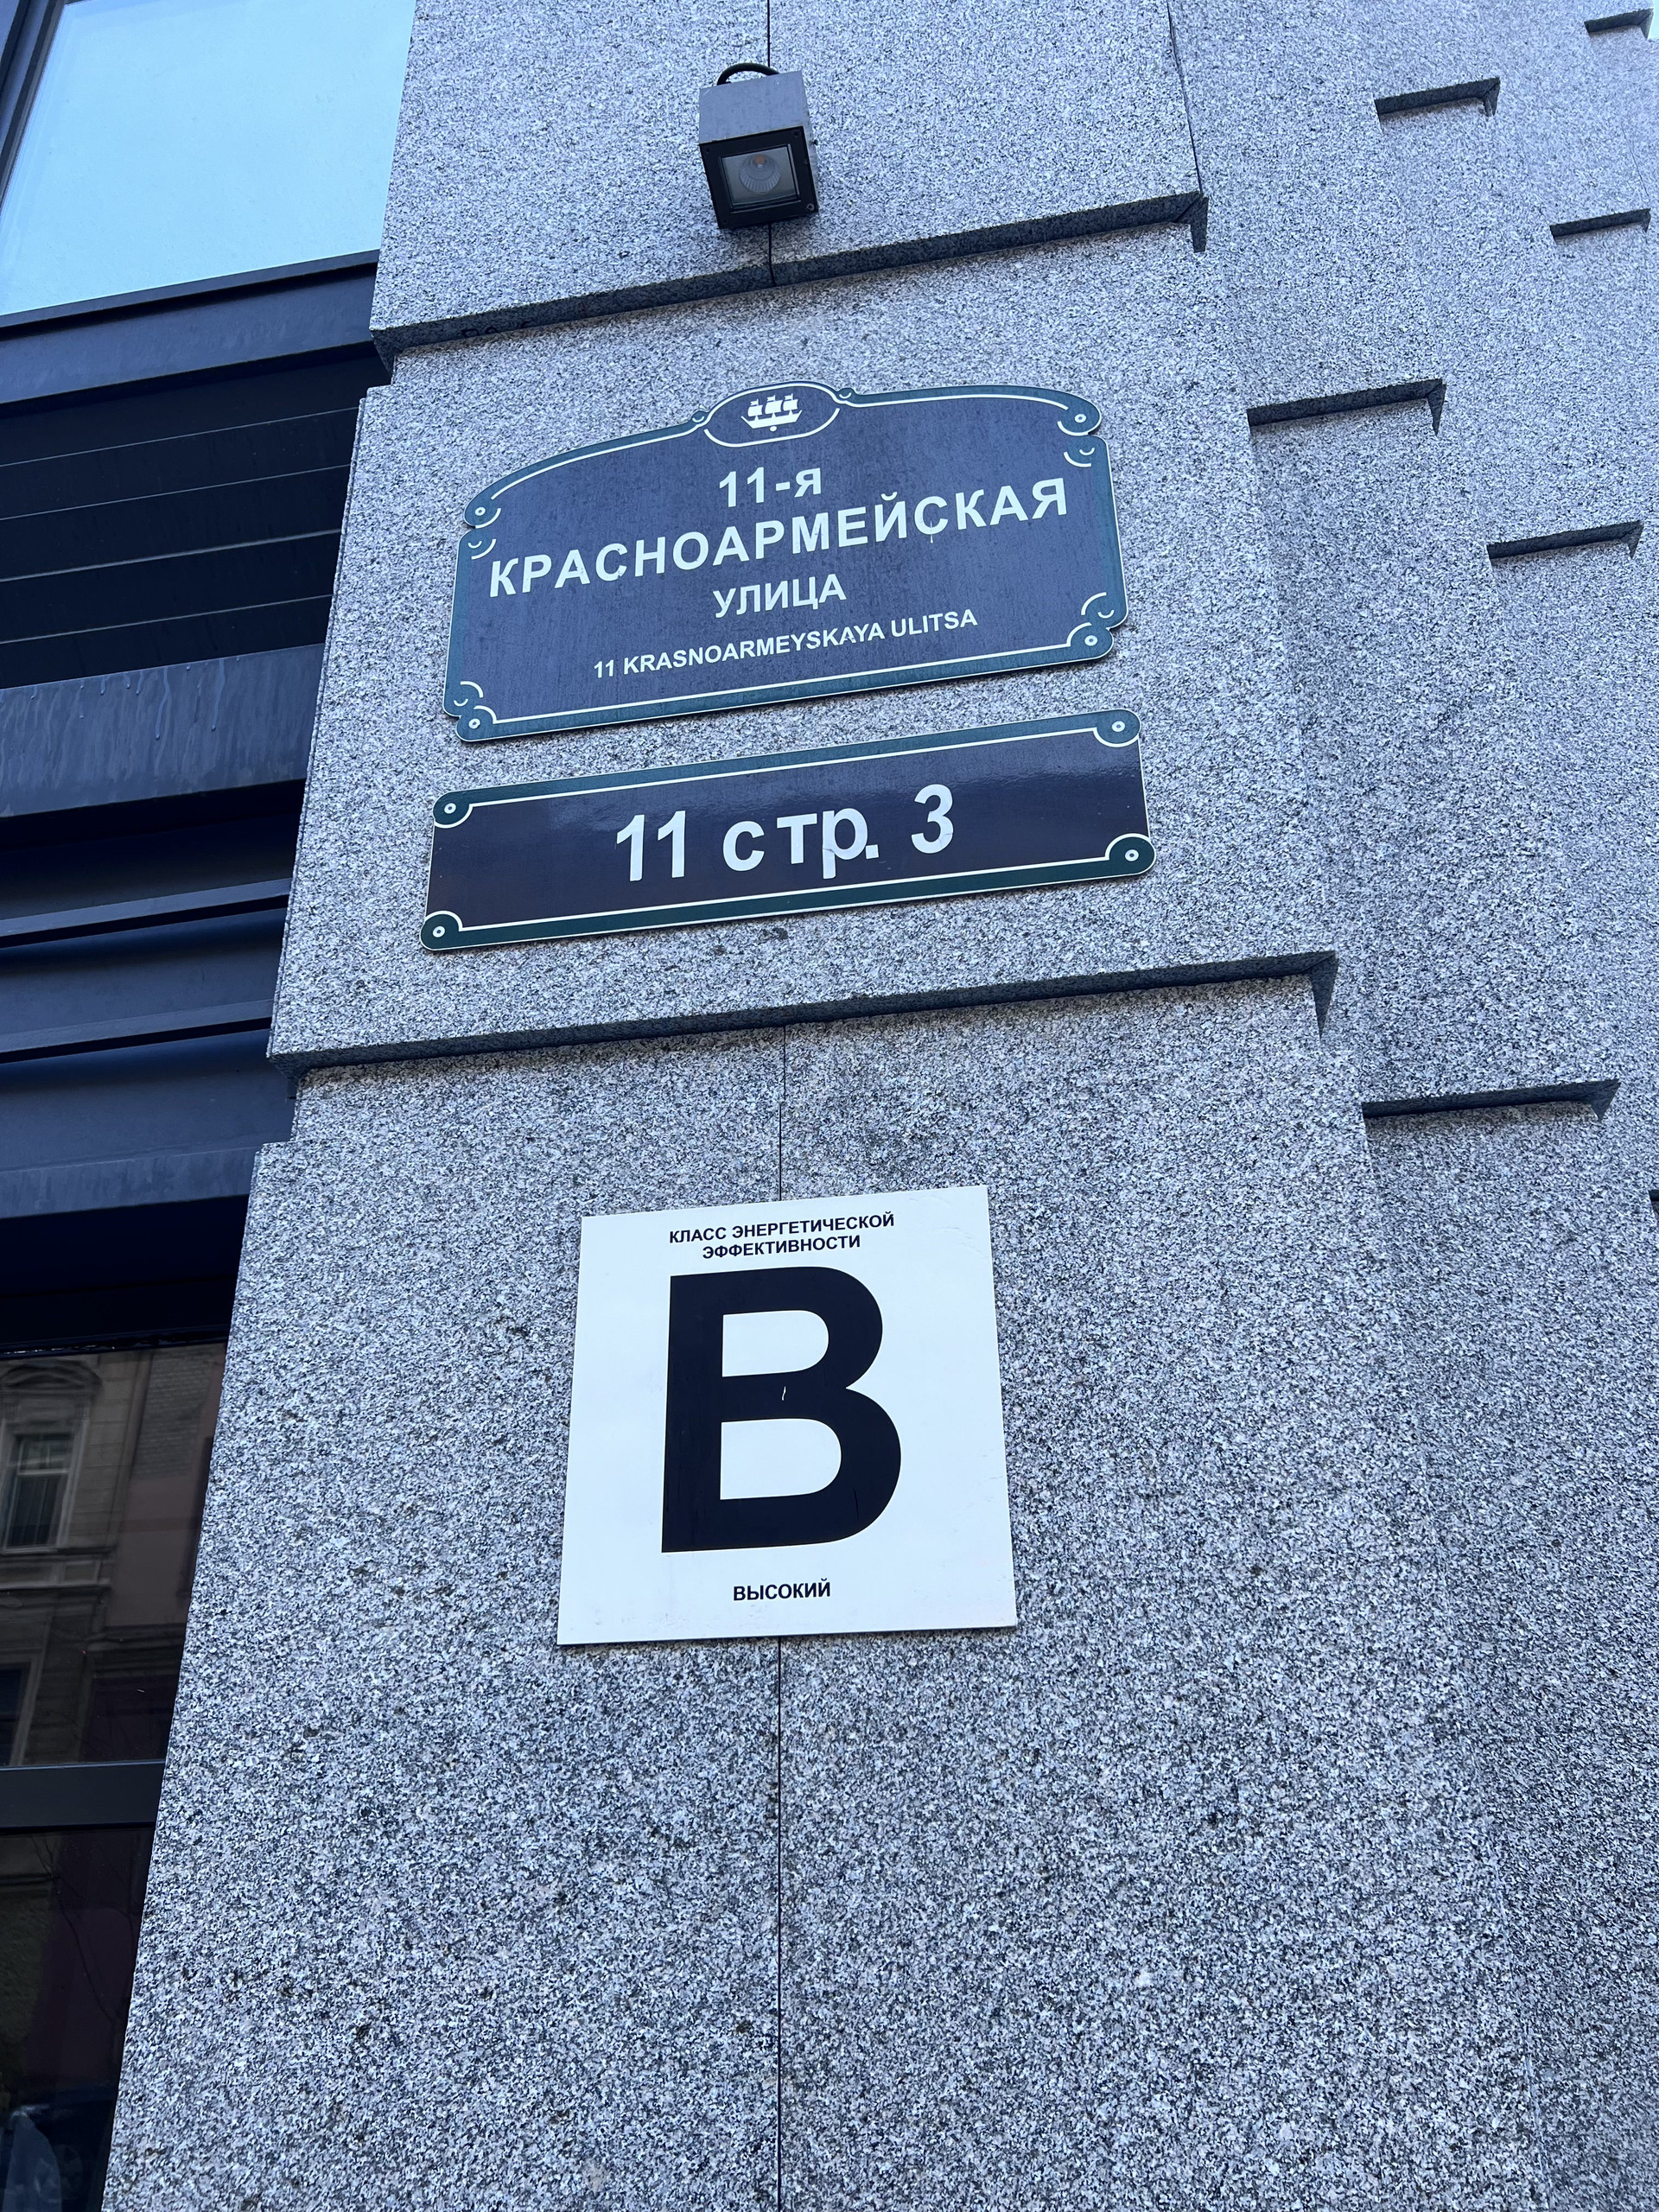 11-я
КРАСНОАРМЕЙСКАЯ
УЛИЦА
11 KRASNOARMEYSKAYA ULITSA
11 стр. 3
КЛАСС ЭНЕРГЕТИЧЕСКОЙ
ЭФФЕКТИВНОСТИ
B
ВЫСОКИЙ